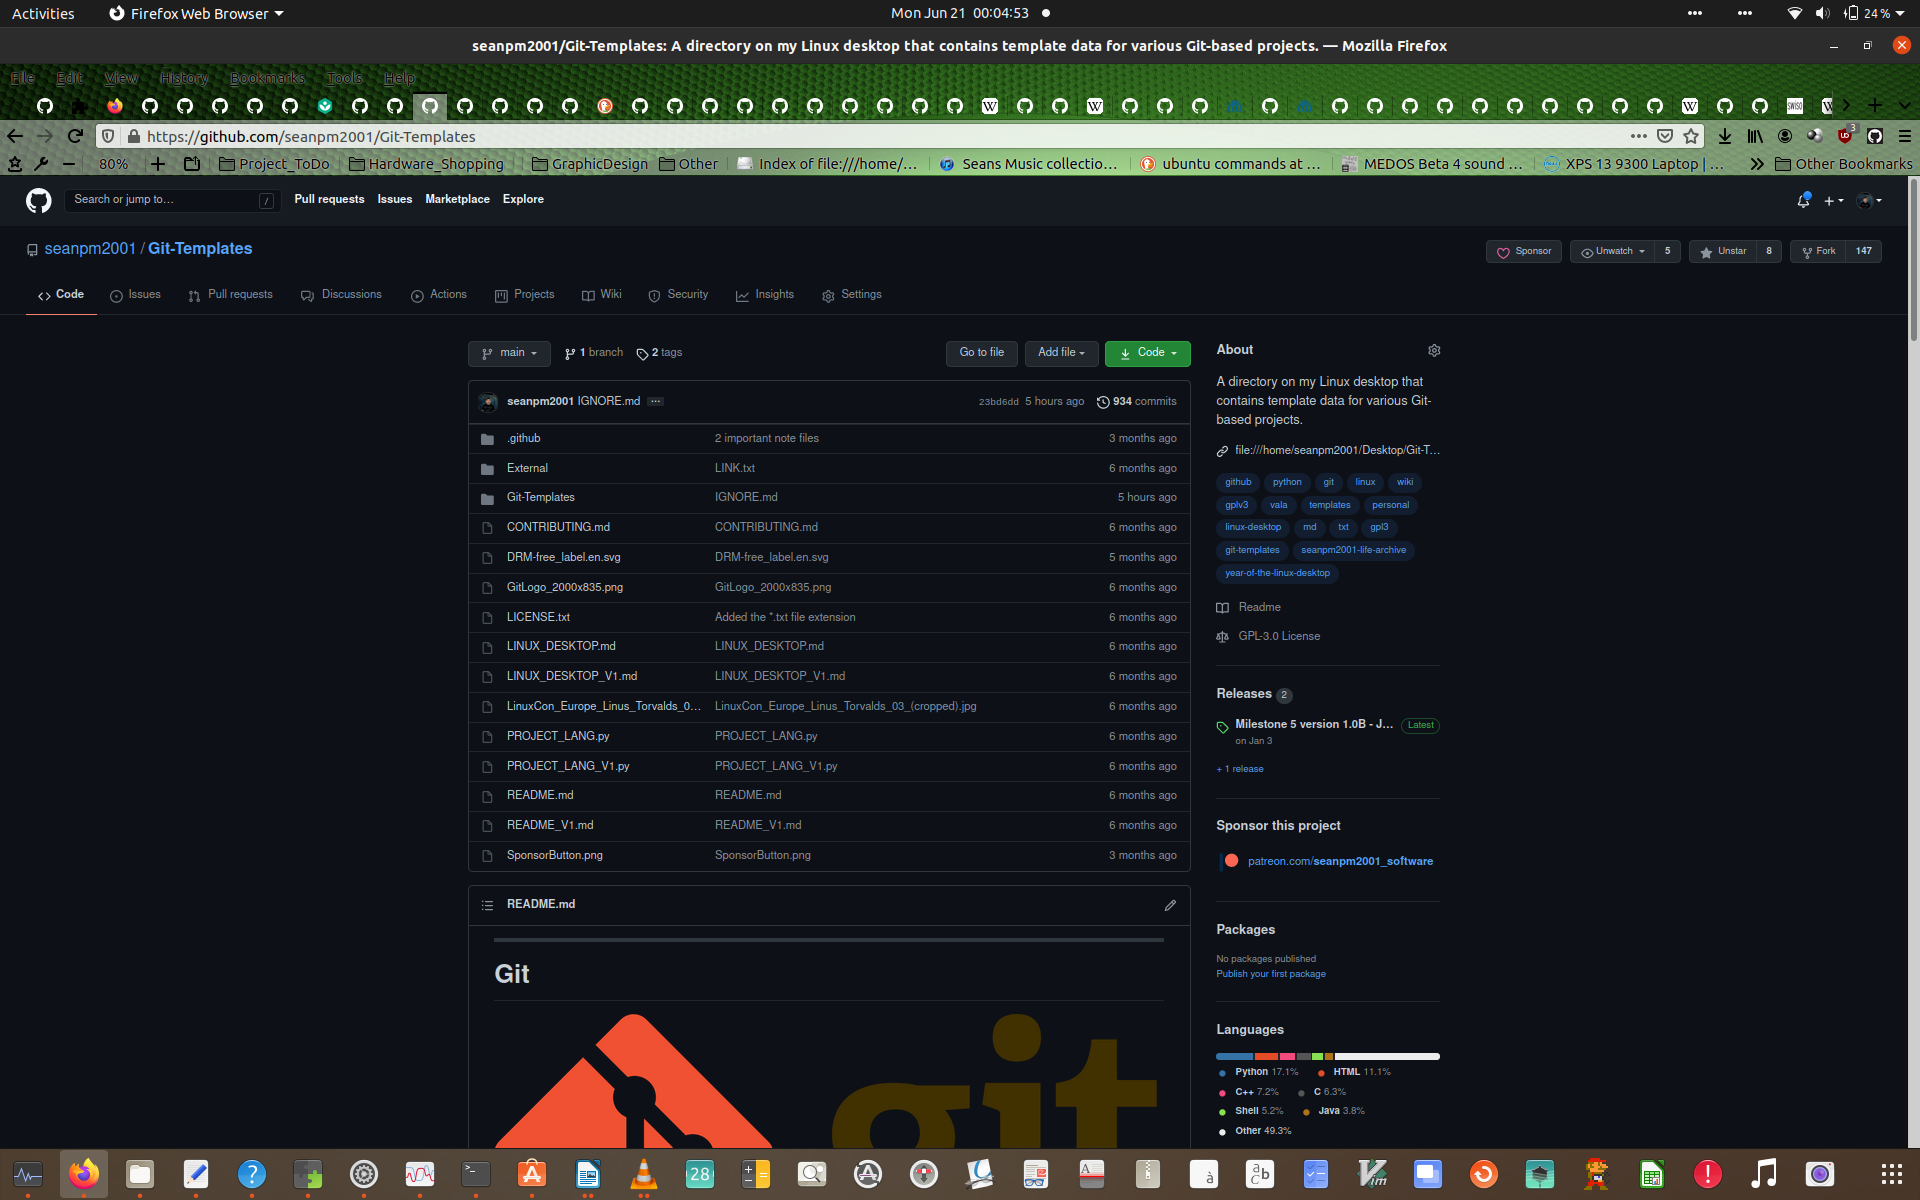 Activities Firefox Web Browser Mon Jun 21 00:04:53 24 %
seanpm2001/Git-Templates: A directory on my Linux desktop that contains template data for various Git-based projects. — Mozilla Firefox
File Edit View History Bookmarks Tools Help
https://github.com/seanpm2001/Git-Templates 3
80% Project_ToDo Hardware_Shopping GraphicDesign Other Index of file:///home/... Seans Music collectio... ubuntu commands at ... MEDOS Beta 4 sound ... XPS 13 9300 Laptop | ... Other Bookmarks
Search or jump to... / Pull requests Issues Marketplace Explore
seanpm2001 / Git-Templates Sponsor Unwatch 5 Unstar 8 Fork 147
Code Issues Pull requests Discussions Actions Projects Wiki Security Insights Settings
main 1 branch 2 tags Go to file Add file Code
seanpm2001 IGNORE.md ... 23bd6dd 5 hours ago 934 commits
.github 2 important note files 3 months ago
External LINK.txt 6 months ago
Git-Templates IGNORE.md 5 hours ago
CONTRIBUTING.md CONTRIBUTING.md 6 months ago
DRM-free_label.en.svg DRM-free_label.en.svg 5 months ago
GitLogo_2000x835.png GitLogo_2000x835.png 6 months ago
LICENSE.txt Added the *.txt file extension 6 months ago
LINUX_DESKTOP.md LINUX_DESKTOP.md 6 months ago
LINUX_DESKTOP_V1.md LINUX_DESKTOP_V1.md 6 months ago
LinuxCon_Europe_Linus_Torvalds_0... LinuxCon_Europe_Linus_Torvalds_03_(cropped).jpg 6 months ago
PROJECT_LANG.py PROJECT_LANG.py 6 months ago
PROJECT_LANG_V1.py PROJECT_LANG_V1.py 6 months ago
README.md README.md 6 months ago
README_V1.md README_V1.md 6 months ago
SponsorButton.png SponsorButton.png 3 months ago
README.md
Git
git
About
A directory on my Linux desktop that
contains template data for various Git-
based projects.
file:///home/seanpm2001/Desktop/Git-T...
github python git linux wiki
gplv3 vala templates personal
linux-desktop md txt gpl3
git-templates seanpm2001-life-archive
year-of-the-linux-desktop
Readme
GPL-3.0 License
Releases 2
Milestone 5 version 1.0B - J... Latest
on Jan 3
+ 1 release
Sponsor this project
patreon.com/seanpm2001_software
Packages
No packages published
Publish your first package
Languages
Python 17.1% HTML 11.1%
C++ 7.2% C 6.3%
Shell 5.2% Java 3.8%
Other 49.3%
28